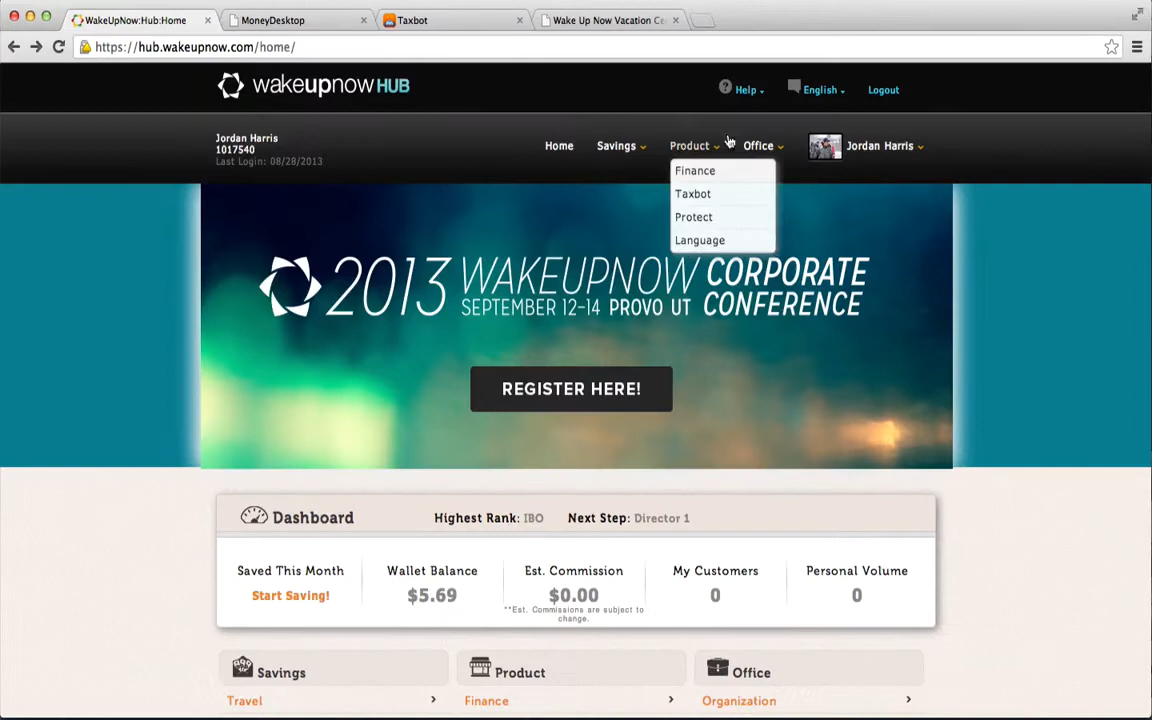 WakeUpNow:Hub:Home
MoneyDesktop
Taxbot
Wake Up Now Vacation Ce
https://hub.wakeupnow.com/home/
wakeupnow HUB
Help
English
Logout
Jordan Harris
1017540
Last Login: 08/28/2013
Home
Savings
Product
Office
Jordan Harris
Finance
Taxbot
Protect
Language
2013 WAKEUPNOW CORPORATE
SEPTEMBER 12-14 PROVO UT CONFERENCE
REGISTER HERE!
Dashboard
Highest Rank: IBO
Next Step: Director 1
Saved This Month
Wallet Balance
Est. Commission
My Customers
Personal Volume
Start Saving!
$5.69
$0.00
0
0
**Est. Commissions are subject to
change.
Savings
Product
Office
Travel
Finance
Organization